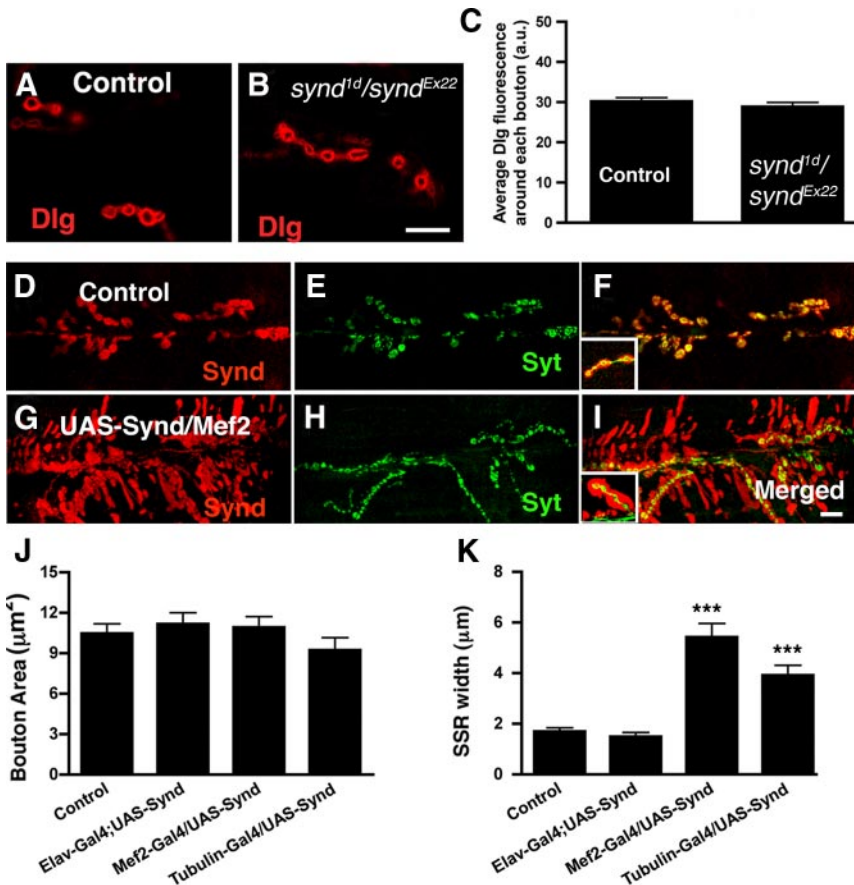 A
Control
Dlg
B
synd1d/syndEx22
Dlg
C
Average Dlg fluorescence
around each bouton (a.u.)
50
40
30
20
10
0
Control
synd1d/
syndEx22
D
Control
Synd
E
Syt
F
G
UAS-Synd/Mef2
Synd
H
Syt
I
Merged
J
Bouton Area (μm2)
15
12
9
6
3
0
Control
Elav-Gal4;UAS-Synd
Mef2-Gal4/UAS-Synd
Tubulin-Gal4/UAS-Synd
K
SSR width (μm)
8
6
4
2
0
***
***
Control
Elav-Gal4;UAS-Synd
Mef2-Gal4/UAS-Synd
Tubulin-Gal4/UAS-Synd